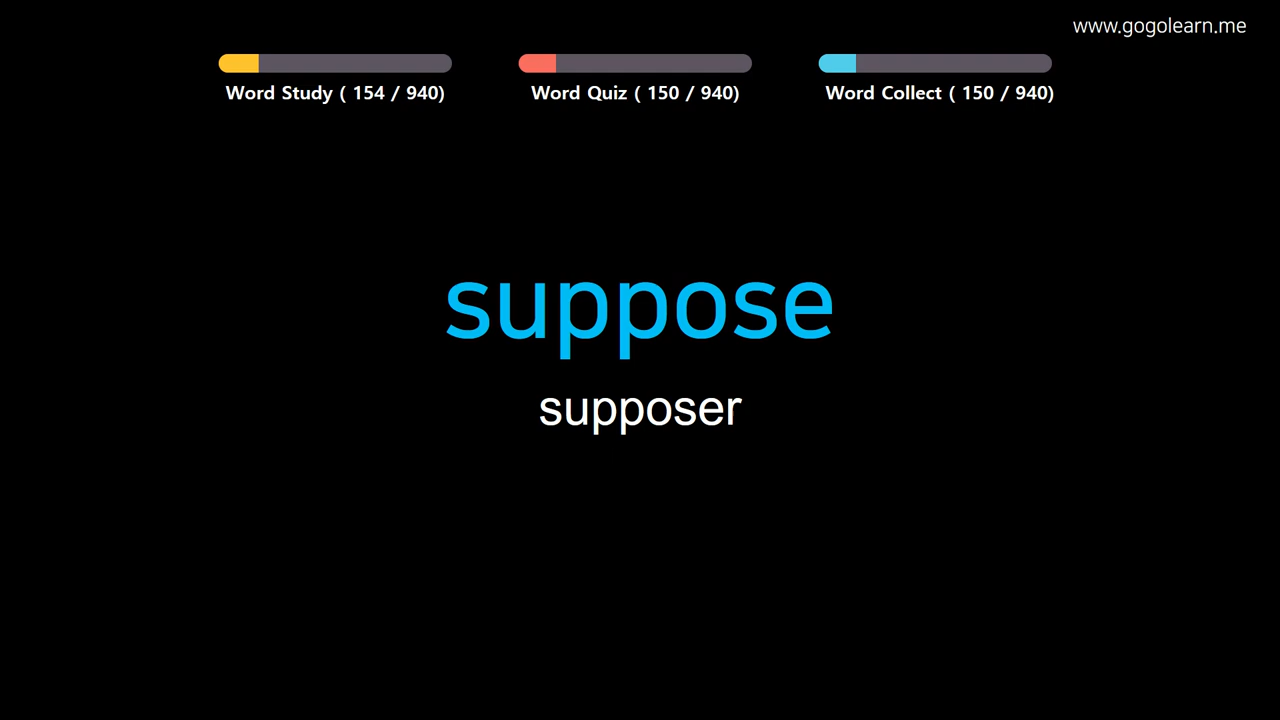 www.gogolearn.me
Word Study ( 154 / 940)
Word Quiz ( 150 / 940)
Word Collect ( 150 / 940)
suppose
supposer